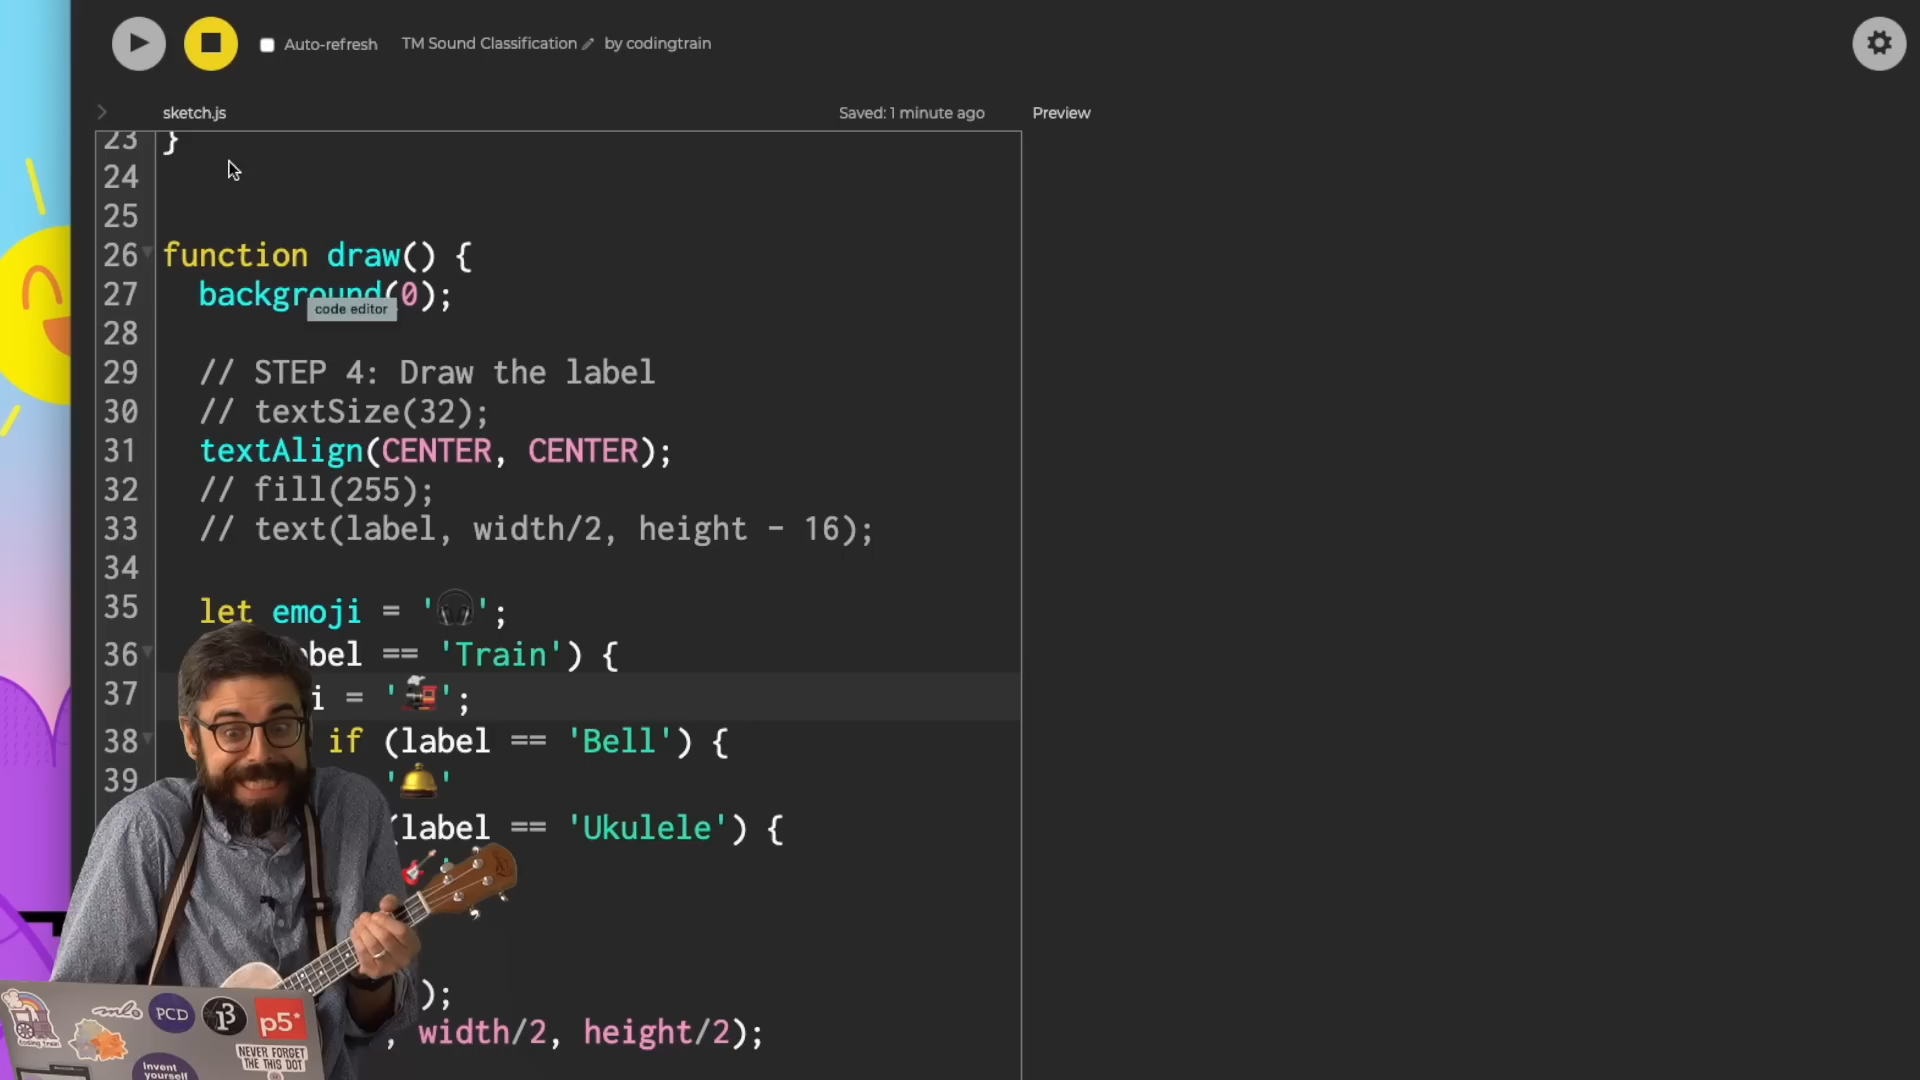 Auto-refresh TM Sound Classification by codingtrain
sketch.js Saved: 1 minute ago Preview
23 }
24
25
26 function draw() {
27 background(0);
code editor
28
29 // STEP 4: Draw the label
30 // textSize(32);
31 textAlign(CENTER, CENTER);
32 // fill(255);
33 // text(label, width/2, height - 16);
34
35 let emoji = '🎧';
36 bel == 'Train') {
37 i = '🚂';
38 if (label == 'Bell') {
39 '🛎️'
(label == 'Ukulele') {
🎸'
);
, width/2, height/2);
coding train
PCD
p5*
NEVER FORGET
THE THIS DOT
Invent
yourself